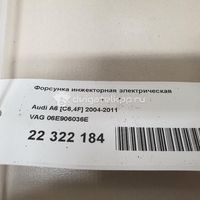 Форсунка инжекторная электрическая
Audi A6 [C6,4F] 2004-2011
VAG 06E906036E
22 322 184